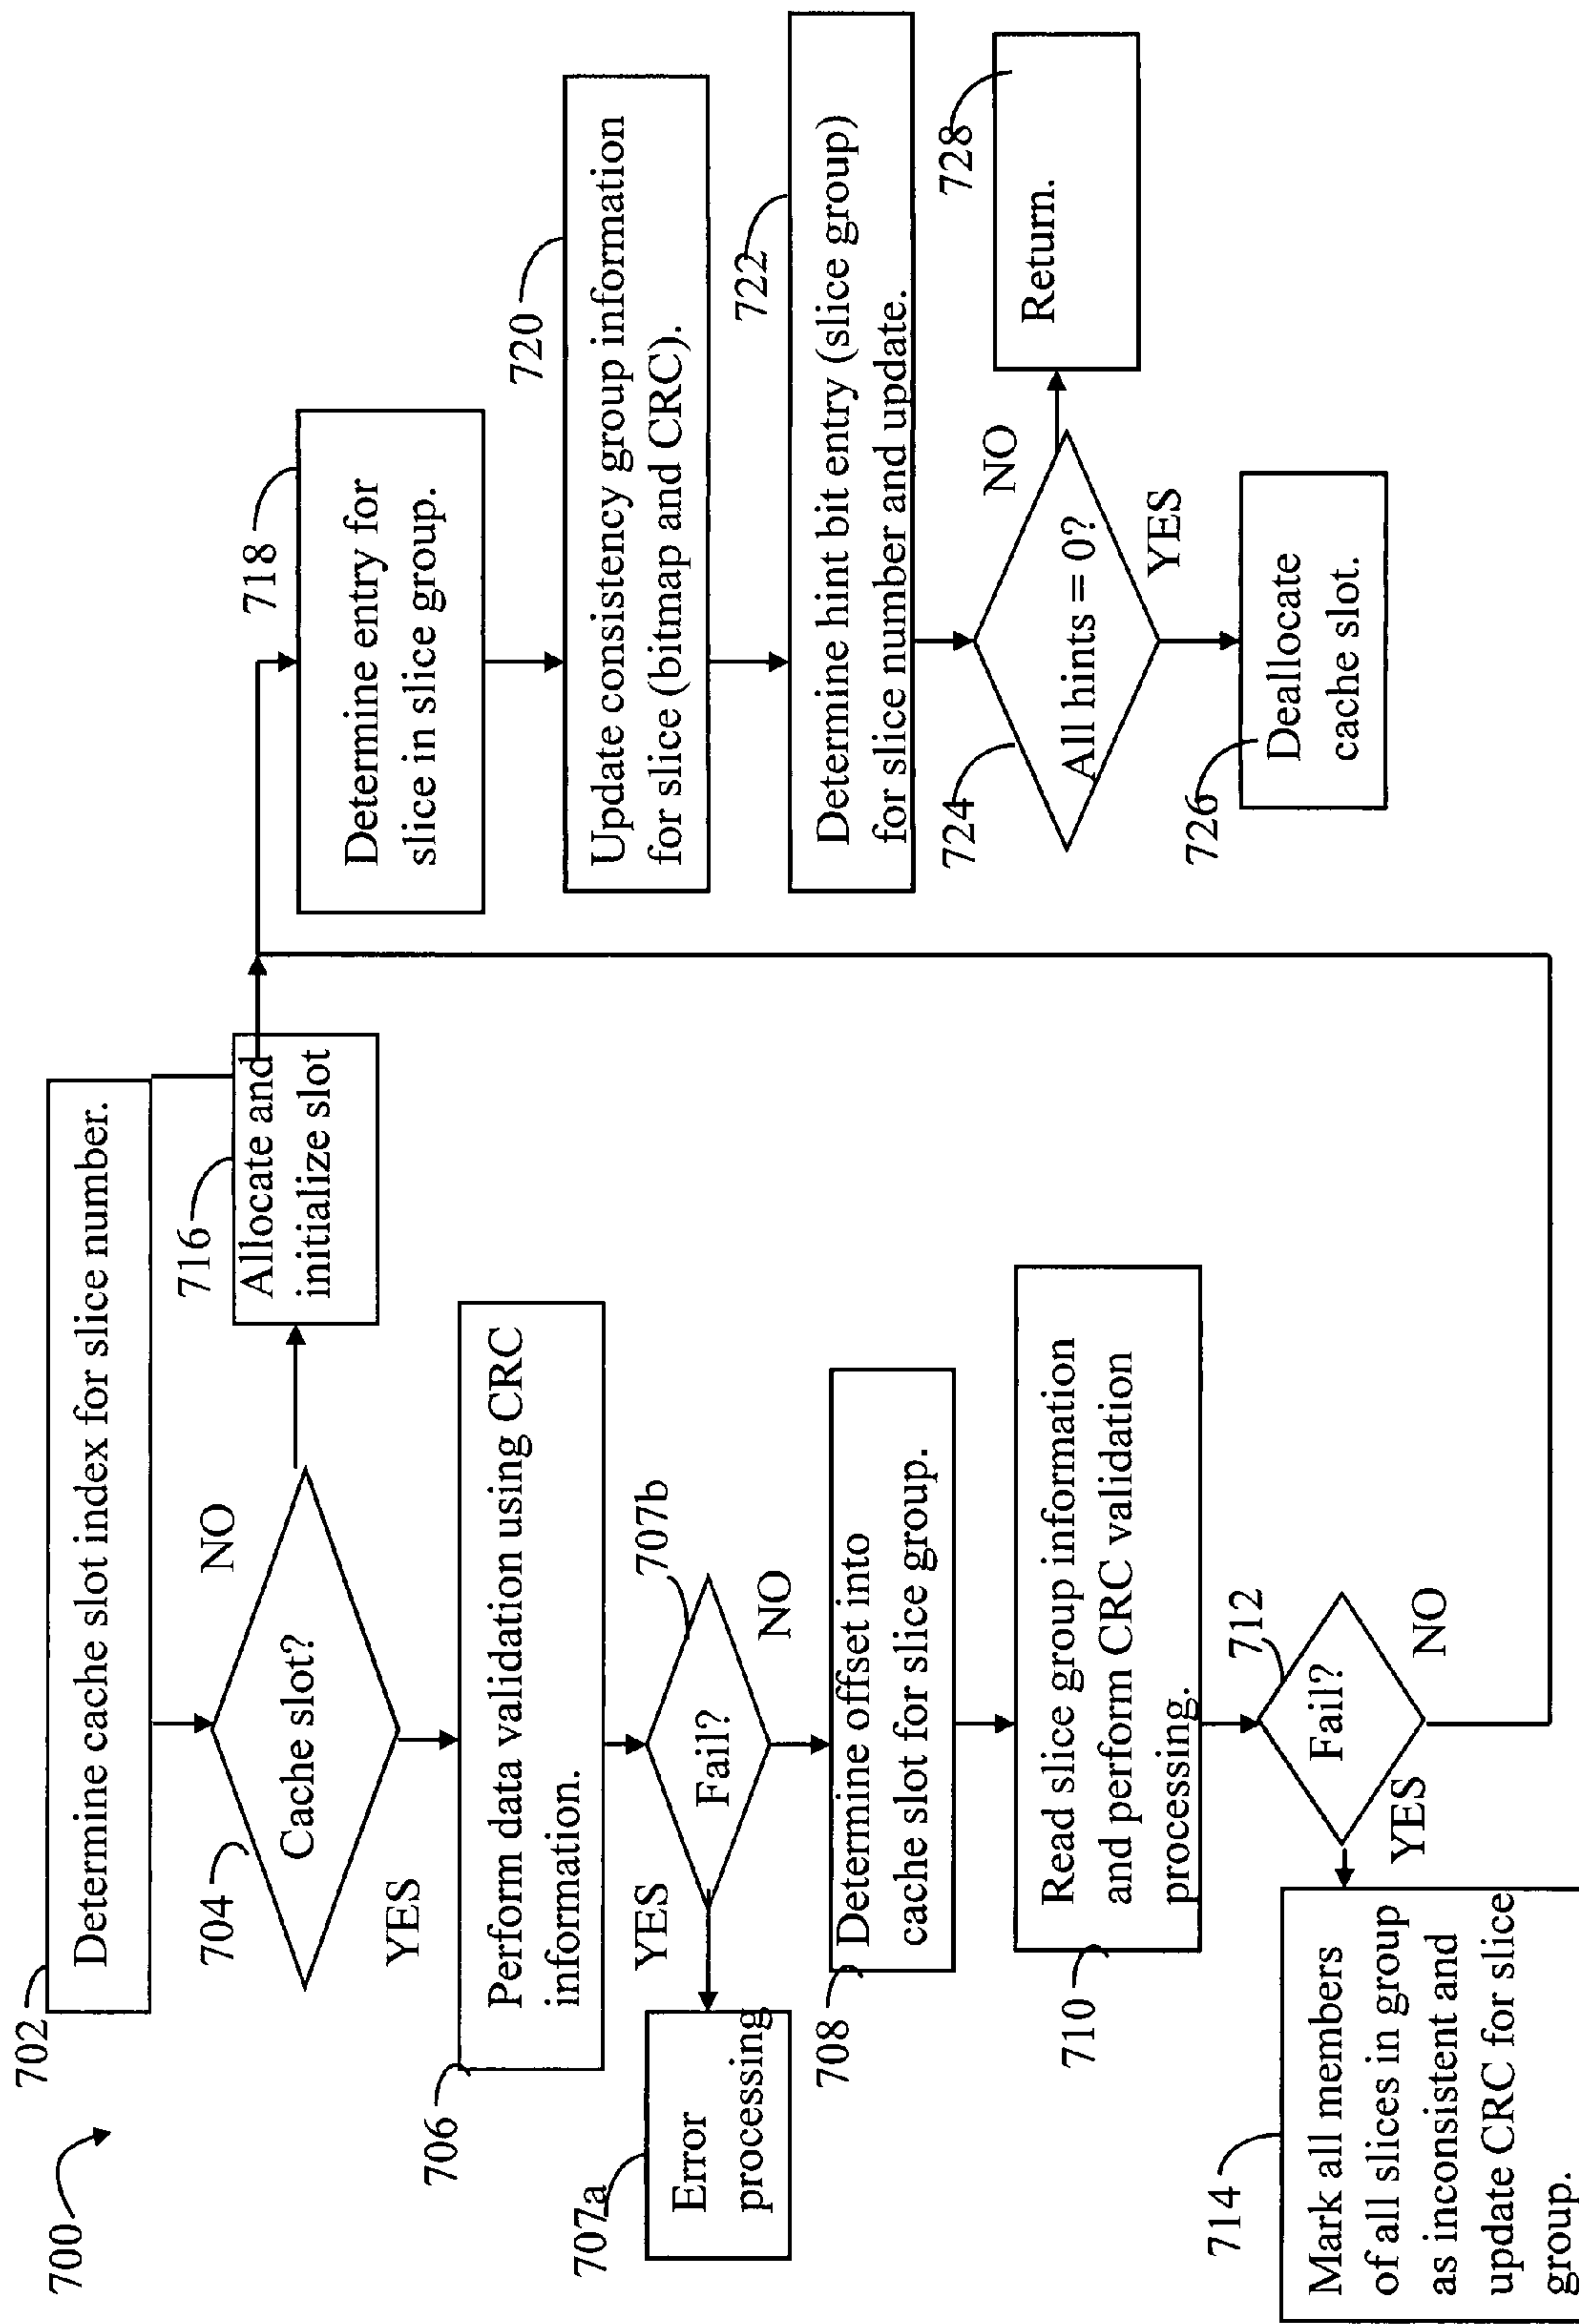 700
702
Determine cache slot index for slice number.
704
Cache slot?
NO
YES
716
Allocate and
initialize slot
706
Perform data validation using CRC
information.
707b
Fail?
YES
NO
707a
Error
processing
708
Determine offset into
cache slot for slice group.
710
Read slice group information
and perform CRC validation
processing.
712
Fail?
YES
NO
714
Mark all members
of all slices in group
as inconsistent and
update CRC for slice
group.
718
Determine entry for
slice in slice group.
720
Update consistency group information
for slice (bitmap and CRC).
722
Determine hint bit entry (slice group)
for slice number and update.
724
All hints = 0?
NO
YES
728
Return.
726
Deallocate
cache slot.